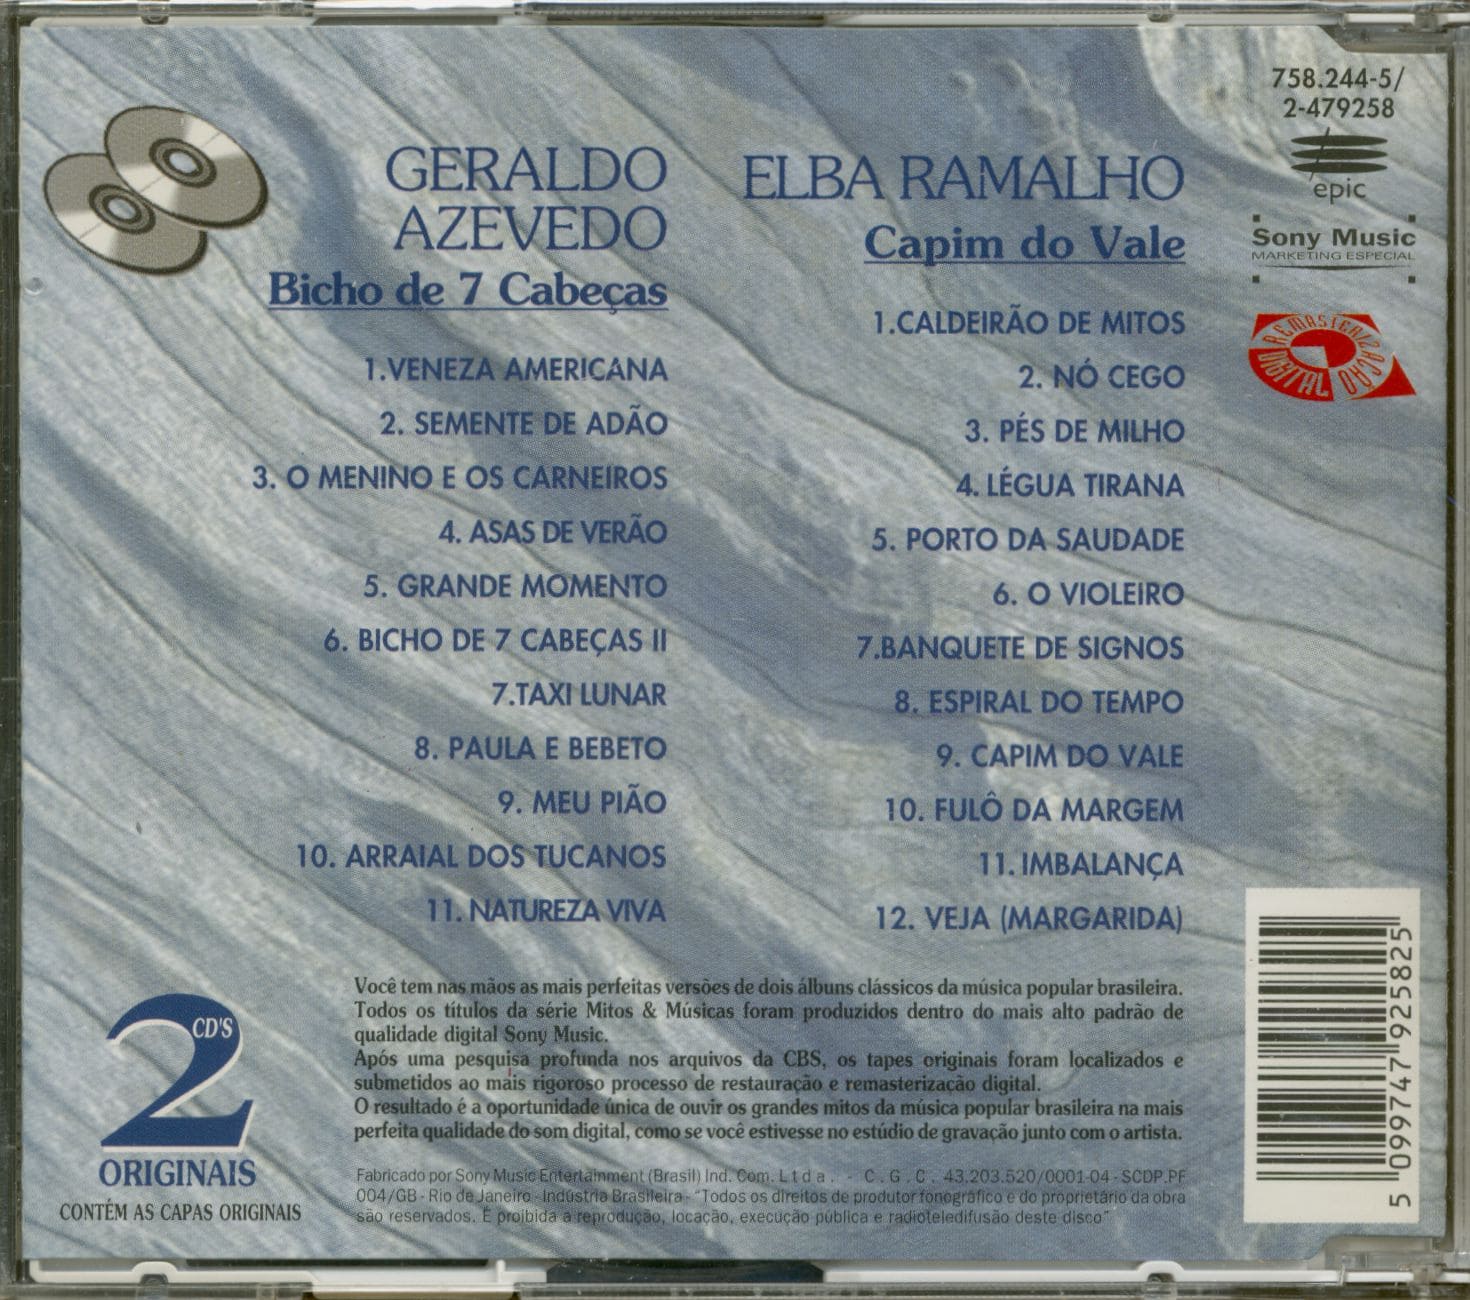 758.244-5/
2-479258
epic
Sony Music
MARKETING ESPECIAL
REMASTERIZAÇÃO
DIGITAL
GERALDO
AZEVEDO
Bicho de 7 Cabeças
1.VENEZA AMERICANA
2. SEMENTE DE ADÃO
3. O MENINO E OS CARNEIROS
4. ASAS DE VERÃO
5. GRANDE MOMENTO
6. BICHO DE 7 CABEÇAS II
7.TAXI LUNAR
8. PAULA E BEBETO
9. MEU PIÃO
10. ARRAIAL DOS TUCANOS
11. NATUREZA VIVA
ELBA RAMALHO
Capim do Vale
1.CALDEIRÃO DE MITOS
2. NÓ CEGO
3. PÉS DE MILHO
4. LÉGUA TIRANA
5. PORTO DA SAUDADE
6. O VIOLEIRO
7.BANQUETE DE SIGNOS
8. ESPIRAL DO TEMPO
9. CAPIM DO VALE
10. FULÔ DA MARGEM
11. IMBALANÇA
12. VEJA (MARGARIDA)
2 CD'S
ORIGINAIS
CONTÉM AS CAPAS ORIGINAIS
Você tem nas mãos as mais perfeitas versões de dois álbuns clássicos da música popular brasileira.
Todos os títulos da série Mitos & Músicas foram produzidos dentro do mais alto padrão de
qualidade digital Sony Music.
Após uma pesquisa profunda nos arquivos da CBS, os tapes originais foram localizados e
submetidos ao mais rigoroso processo de restauração e remasterização digital.
O resultado é a oportunidade única de ouvir os grandes mitos da música popular brasileira na mais
perfeita qualidade do som digital, como se você estivesse no estúdio de gravação junto com o artista.
Fabricado por Sony Music Entertainment (Brasil) Ind. Com. L t d a . - C . G . C . 43.203.520/0001-04 - SCDP.PF
004/GB - Rio de Janeiro - Indústria Brasileira - "Todos os direitos de produtor fonográfico e do proprietário da obra
são reservados. É proibida a reprodução, locação, execução pública e radioteledifusão deste disco"
5 099747 925825